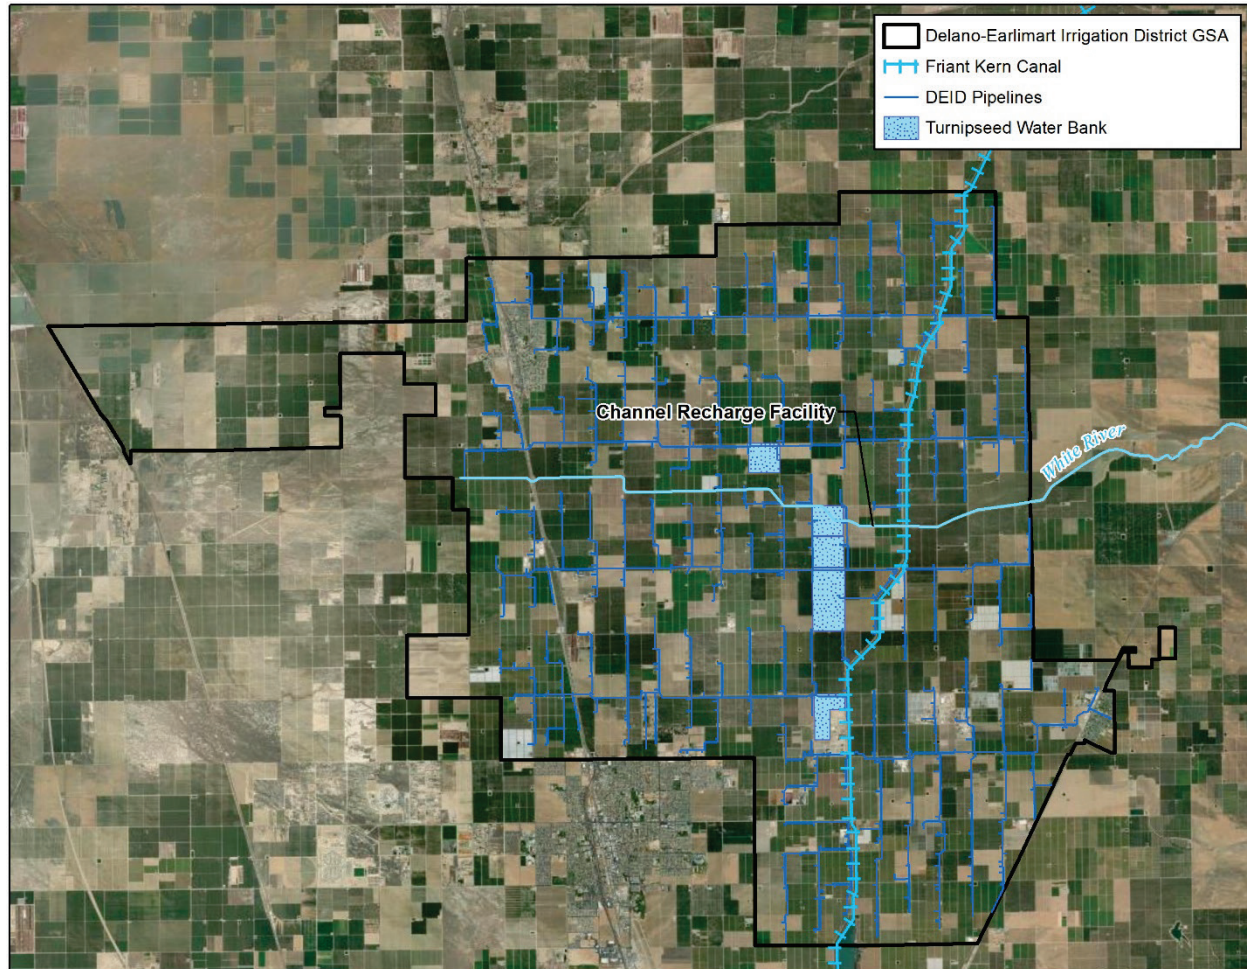 Delano-Earlimart Irrigation District GSA
Friant Kern Canal
DEID Pipelines
Turnipseed Water Bank
Channel Recharge Facility
White River